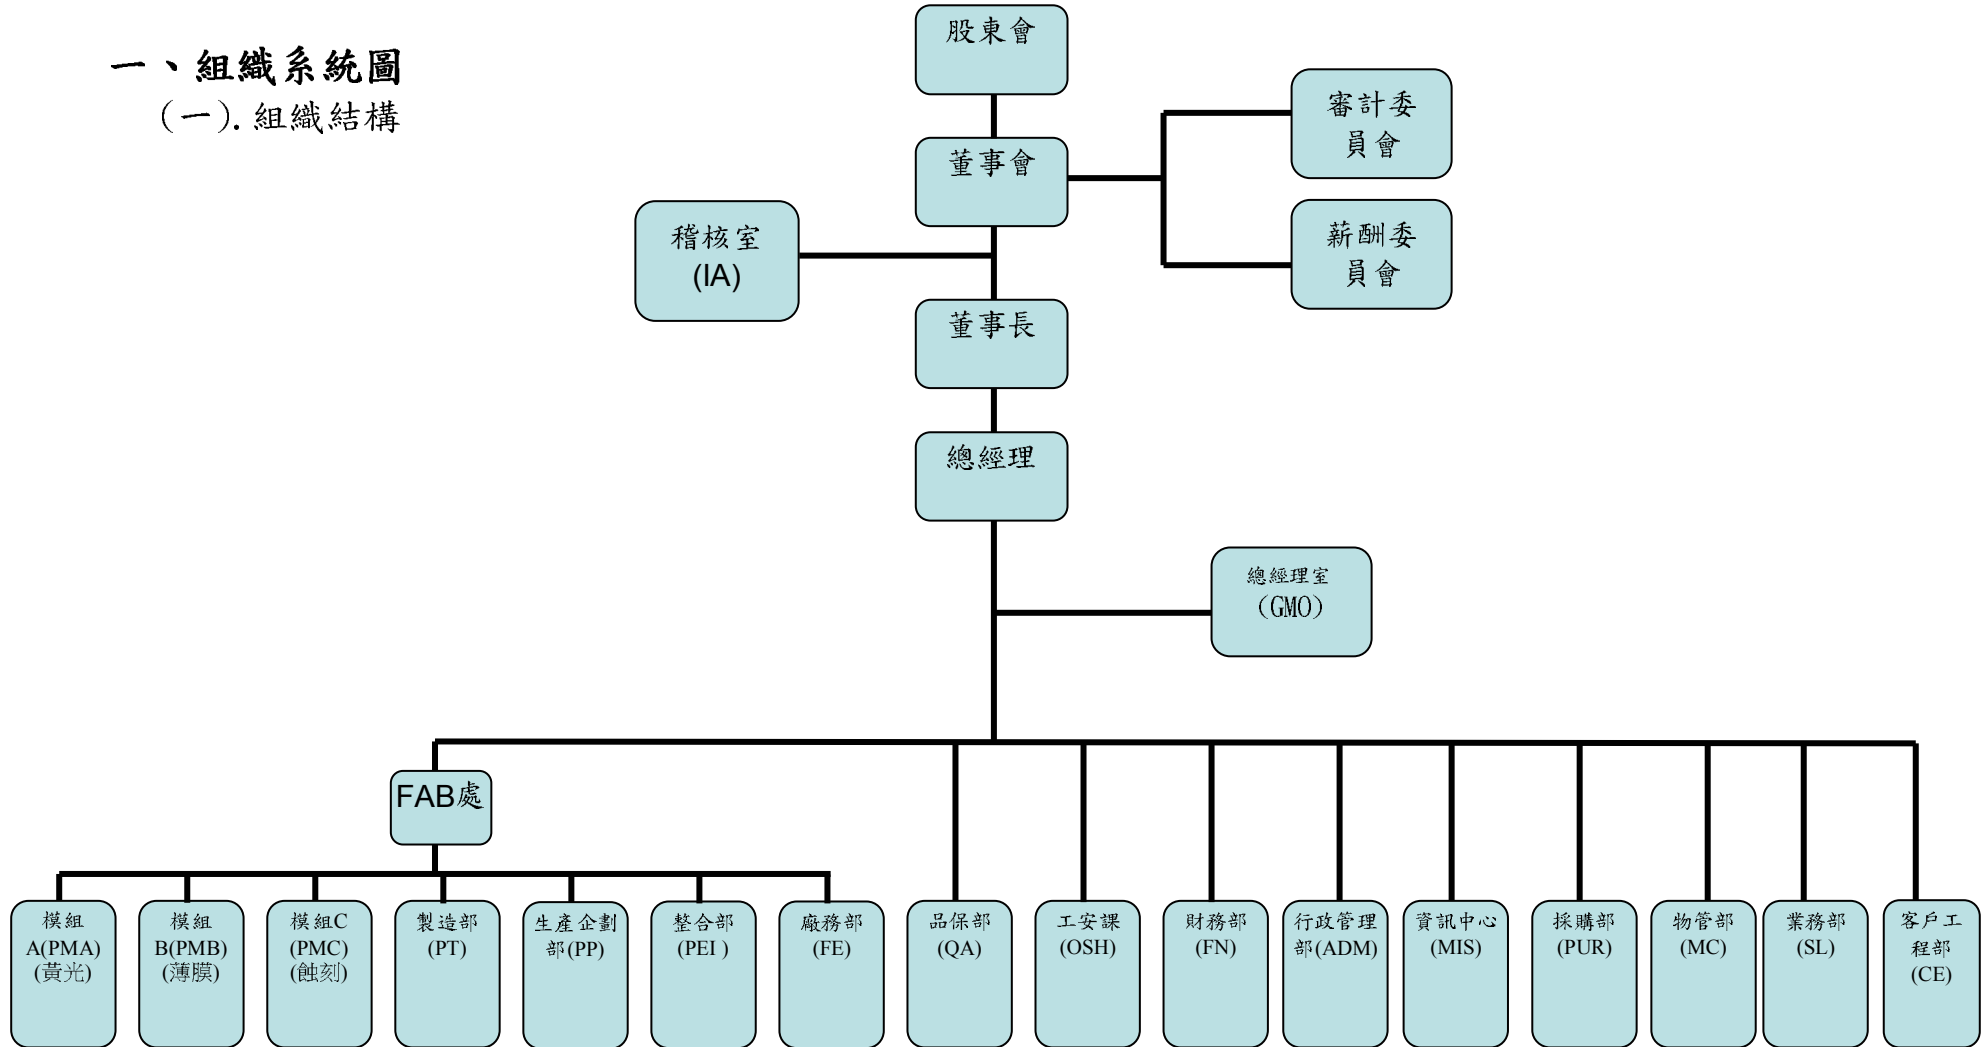 一、組織系統圖
(一).組織結構
股東會
董事會
審計委
員會
薪酬委
員會
稽核室
(IA)
董事長
總經理
總經理室
(GMO)
FAB處
模組
A(PMA)
(黃光)
模組
B(PMB)
(薄膜)
模組C
(PMC)
(蝕刻)
製造部
(PT)
生產企劃
部(PP)
整合部
(PEI )
廠務部
(FE)
品保部
(QA)
工安課
(OSH)
財務部
(FN)
行政管理
部(ADM)
資訊中心
(MIS)
採購部
(PUR)
物管部
(MC)
業務部
(SL)
客戶工
程部
(CE)